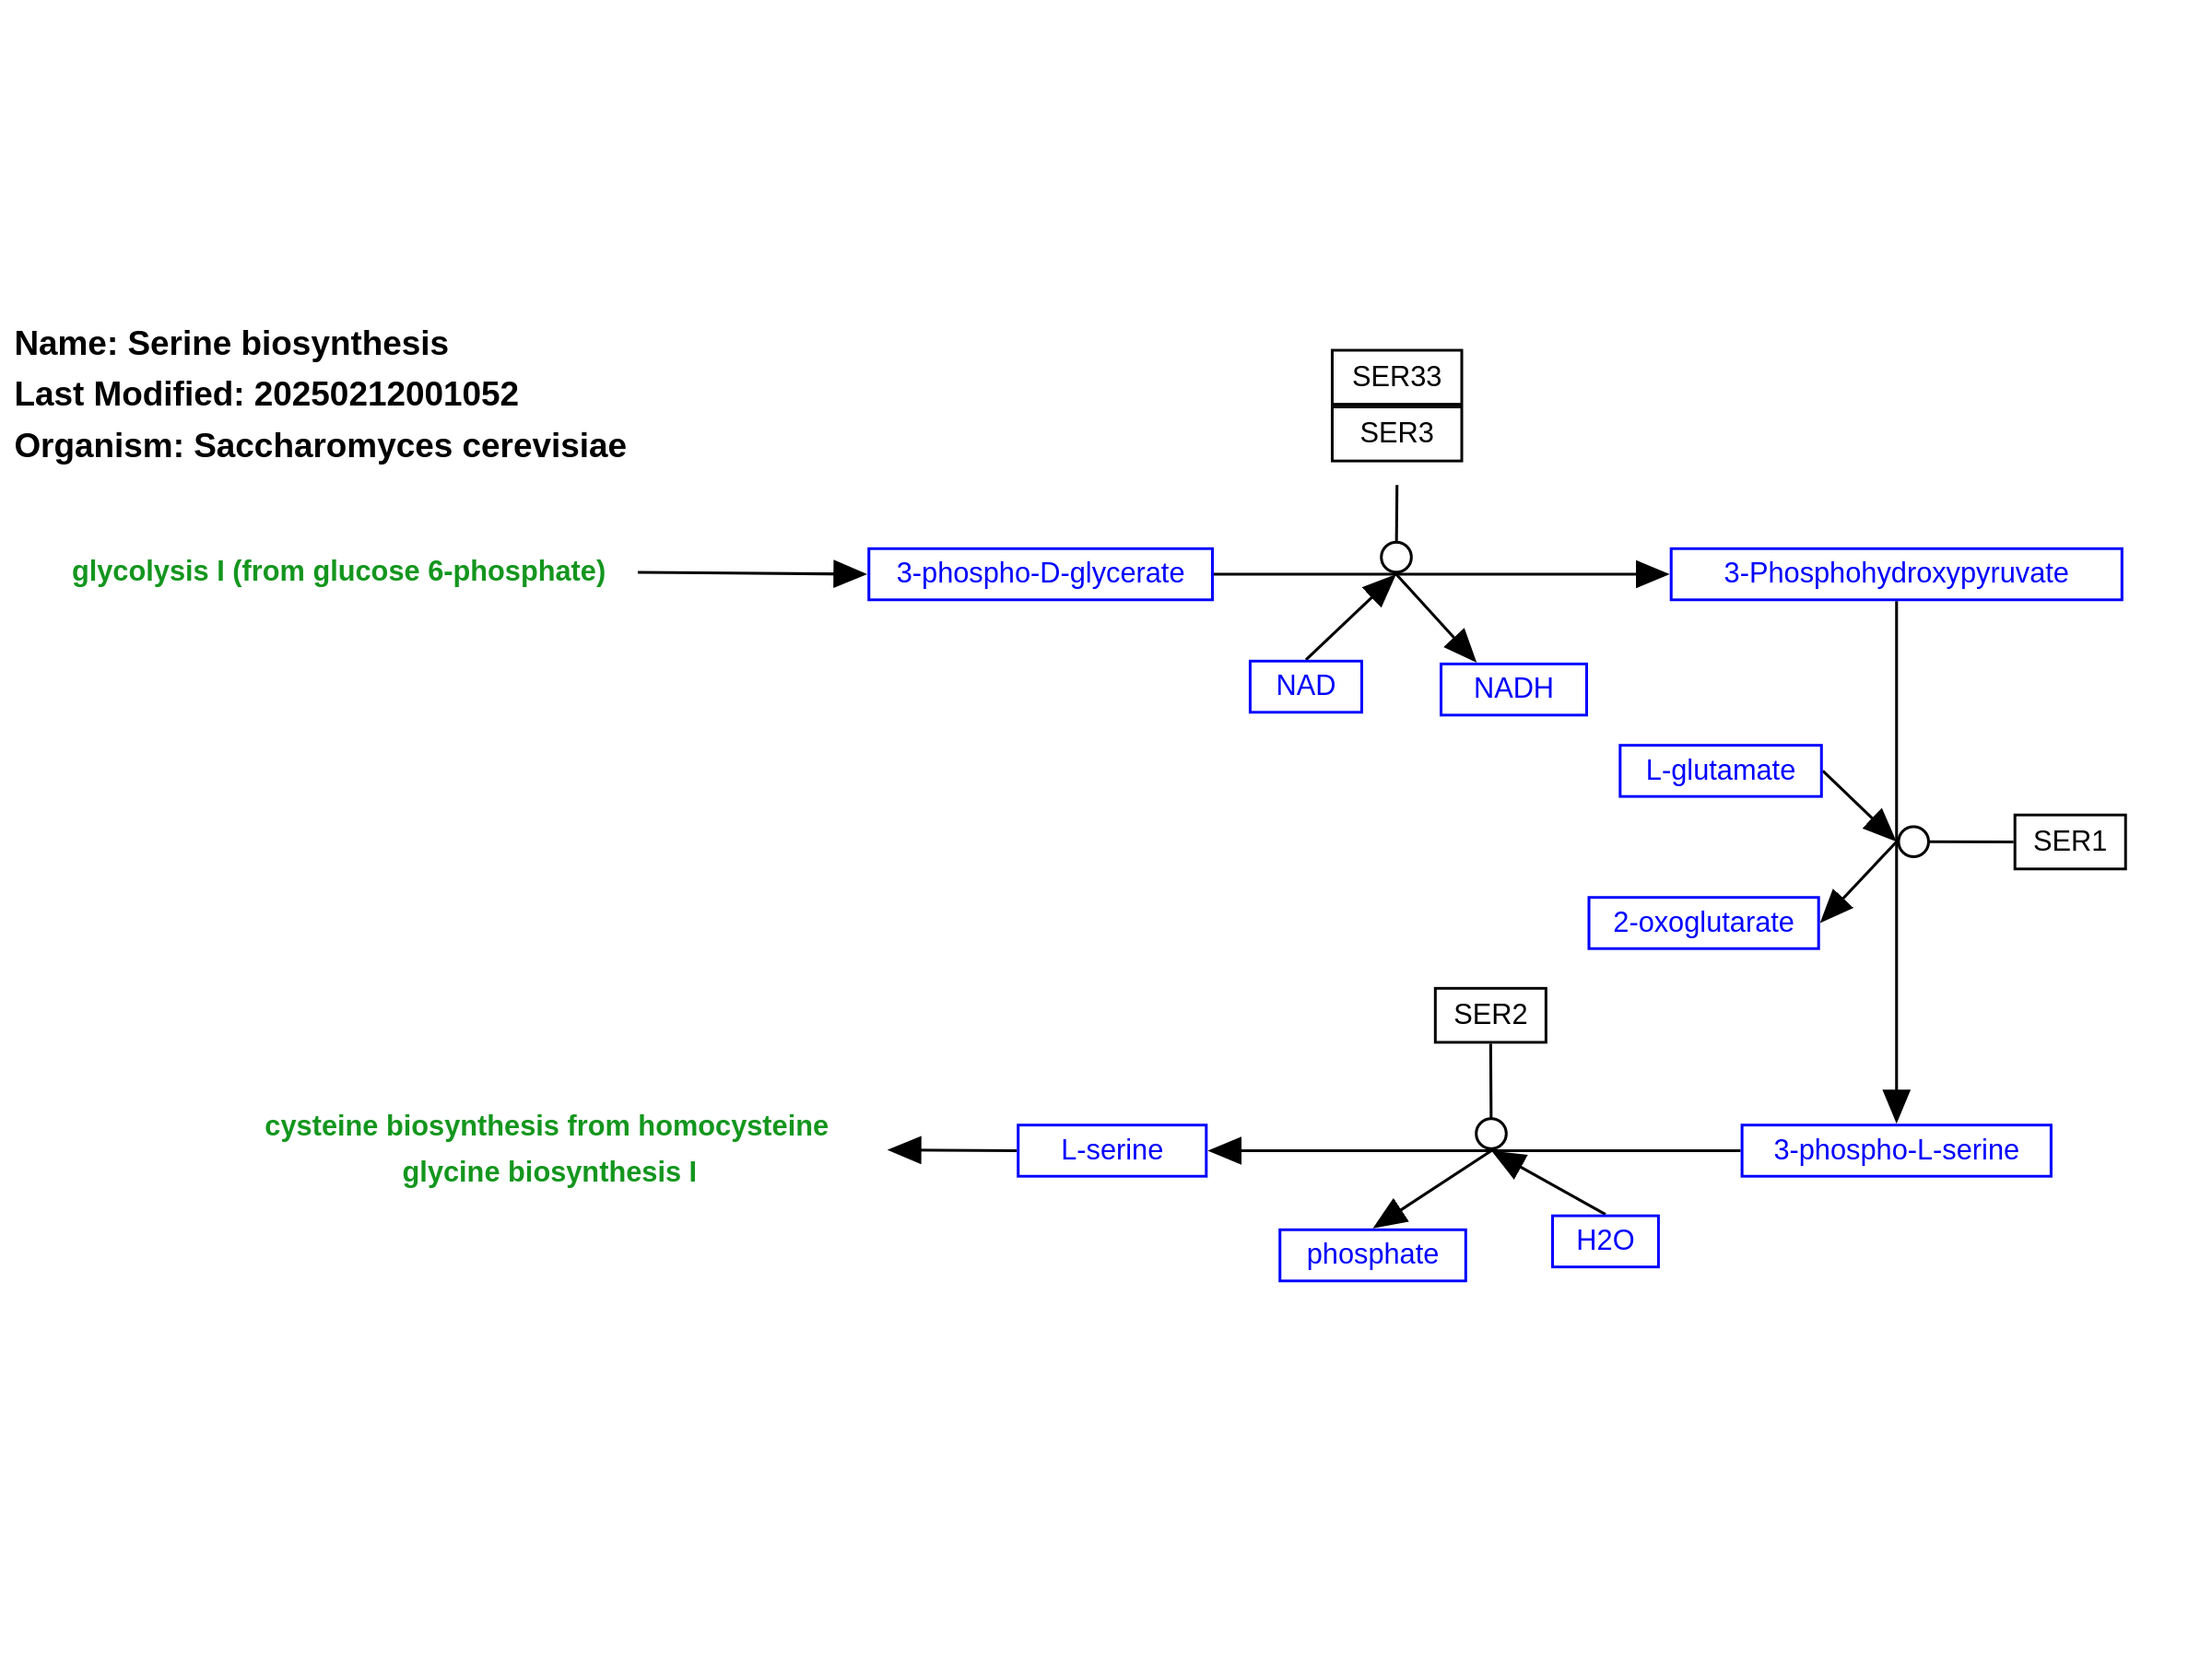 Name: Serine biosynthesis
Last Modified: 20250212001052
Organism: Saccharomyces cerevisiae
SER33
SER3
glycolysis I (from glucose 6-phosphate)
3-phospho-D-glycerate
3-Phosphohydroxypyruvate
NAD
NADH
L-glutamate
SER1
2-oxoglutarate
SER2
cysteine biosynthesis from homocysteine
glycine biosynthesis I
L-serine
3-phospho-L-serine
phosphate
H2O